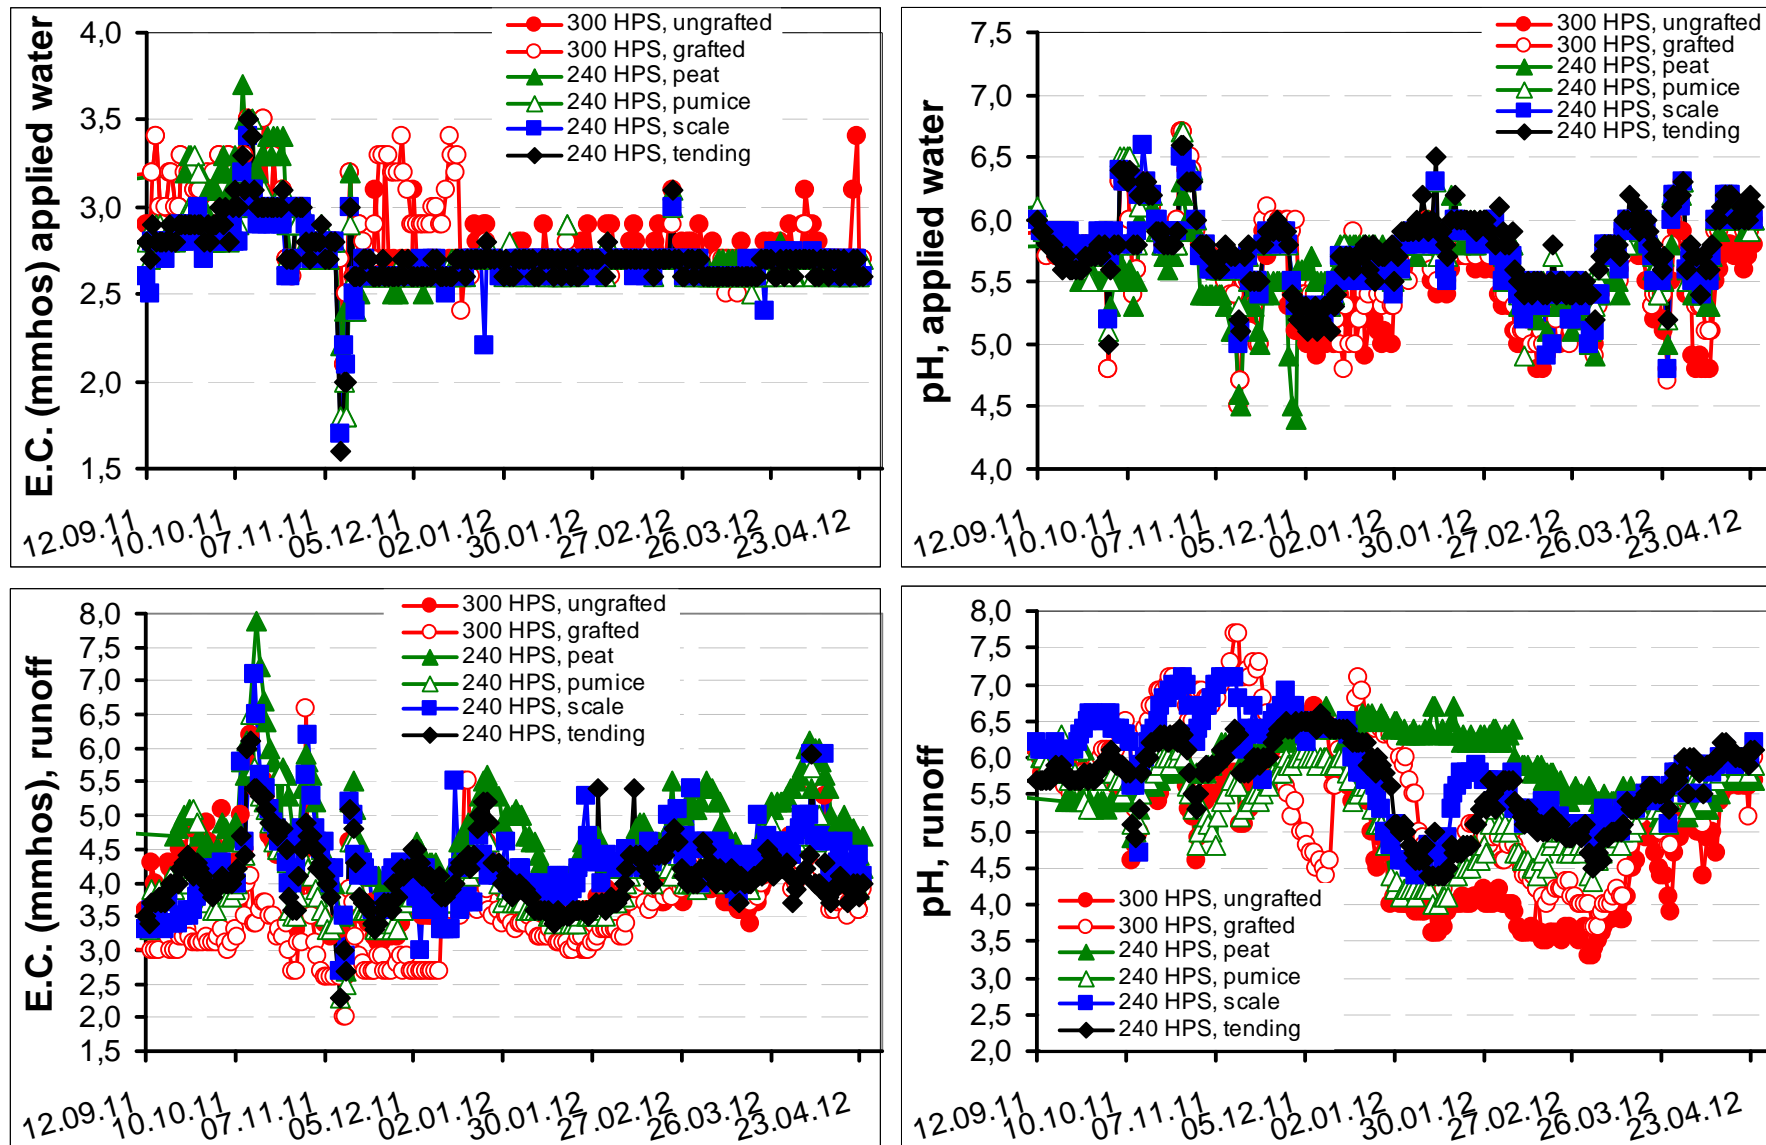 E.C. (mmhos) applied water
4,0
3,5
3,0
2,5
2,0
1,5
300 HPS, ungrafted
300 HPS, grafted
240 HPS, peat
240 HPS, pumice
240 HPS, scale
240 HPS, tending
12.09.11
10.10.11
07.11.11
05.12.11
02.01.12
30.01.12
27.02.12
26.03.12
23.04.12
pH, applied water
7,5
7,0
6,5
6,0
5,5
5,0
4,5
4,0
300 HPS, ungrafted
300 HPS, grafted
240 HPS, peat
240 HPS, pumice
240 HPS, scale
240 HPS, tending
12.09.11
10.10.11
07.11.11
05.12.11
02.01.12
30.01.12
27.02.12
26.03.12
23.04.12
E.C. (mmhos), runoff
8,0
7,5
7,0
6,5
6,0
5,5
5,0
4,5
4,0
3,5
3,0
2,5
2,0
1,5
300 HPS, ungrafted
300 HPS, grafted
240 HPS, peat
240 HPS, pumice
240 HPS, scale
240 HPS, tending
12.09.11
10.10.11
07.11.11
05.12.11
02.01.12
30.01.12
27.02.12
26.03.12
23.04.12
pH, runoff
8,0
7,5
7,0
6,5
6,0
5,5
5,0
4,5
4,0
3,5
3,0
2,5
2,0
300 HPS, ungrafted
300 HPS, grafted
240 HPS, peat
240 HPS, pumice
240 HPS, scale
240 HPS, tending
12.09.11
10.10.11
07.11.11
05.12.11
02.01.12
30.01.12
27.02.12
26.03.12
23.04.12